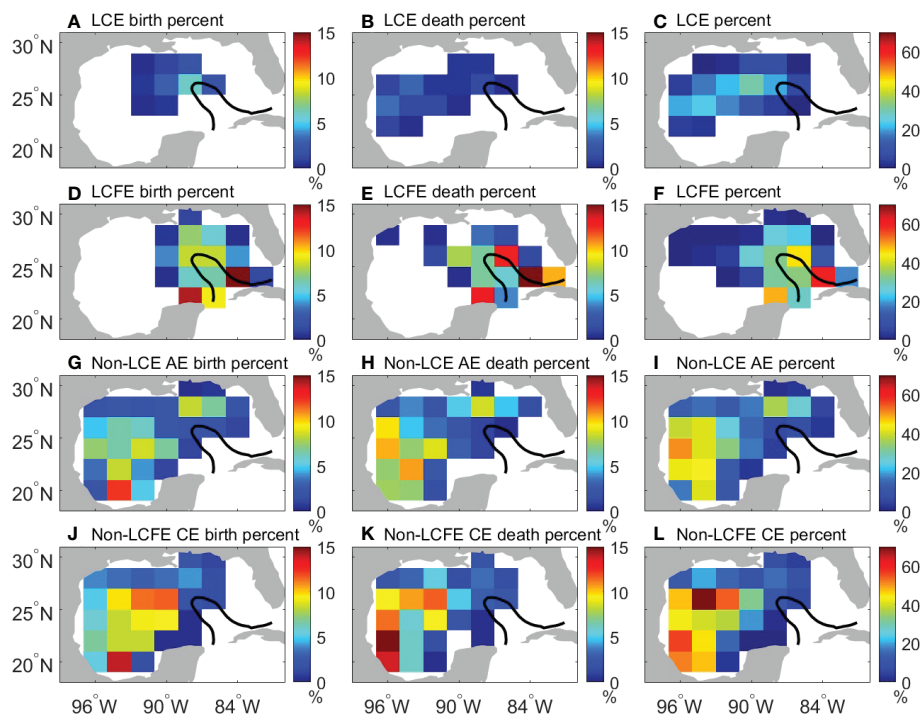 A LCE birth percent
B LCE death percent
C LCE percent
30°N
25°N
20°N
15
10
5
0
%
15
10
5
0
%
60
40
20
0
%
D LCFE birth percent
E LCFE death percent
F LCFE percent
30°N
25°N
20°N
15
10
5
0
%
15
10
5
0
%
60
40
20
0
%
G Non-LCE AE birth percent
H Non-LCE AE death percent
I Non-LCE AE percent
30°N
25°N
20°N
15
10
5
0
%
15
10
5
0
%
60
40
20
0
%
J Non-LCFE CE birth percent
K Non-LCFE CE death percent
L Non-LCFE CE percent
30°N
25°N
20°N
15
10
5
0
%
15
10
5
0
%
60
40
20
0
%
96°W 90°W 84°W
96°W 90°W 84°W
96°W 90°W 84°W